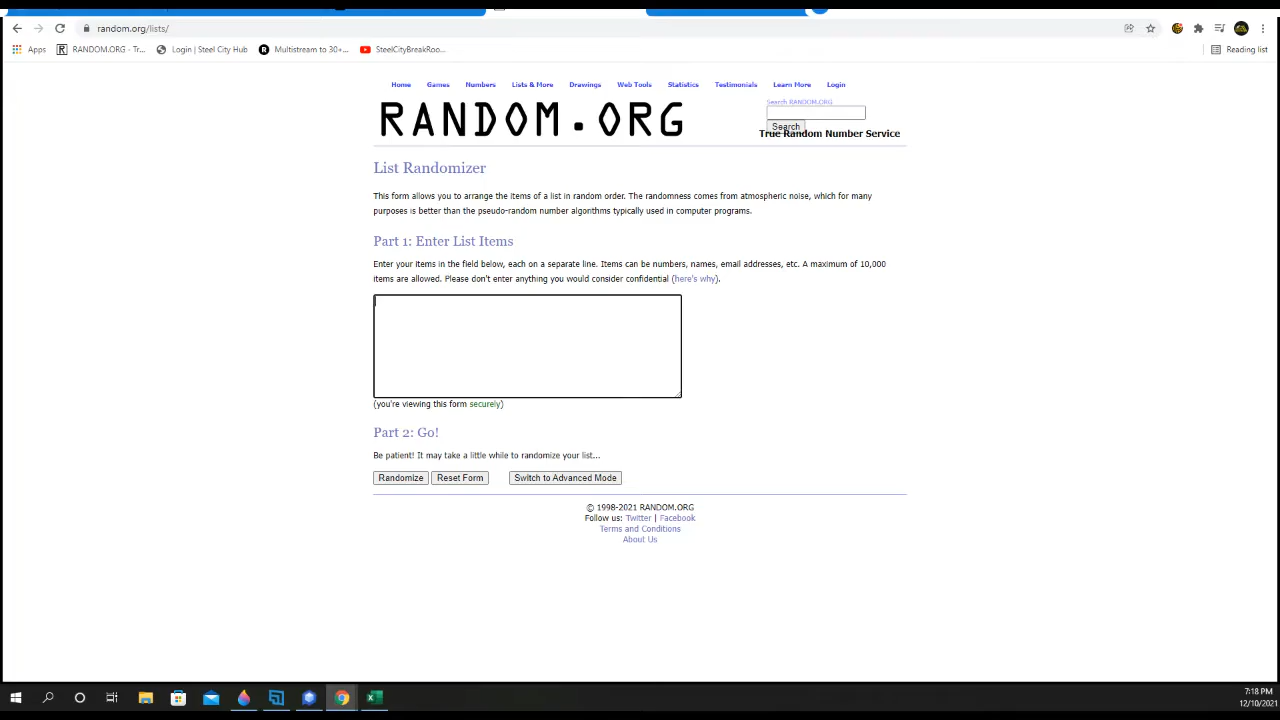 random.org/lists/
Apps
RANDOM.ORG - Tr...
Login | Steel City Hub
Multistream to 30+...
SteelCityBreakRoo...
Reading list
Home Games Numbers Lists & More Drawings Web Tools Statistics Testimonials Learn More Login
RANDOM.ORG
Search RANDOM.ORG
Search
True Random Number Service
List Randomizer
This form allows you to arrange the items of a list in random order. The randomness comes from atmospheric noise, which for many
purposes is better than the pseudo-random number algorithms typically used in computer programs.
Part 1: Enter List Items
Enter your items in the field below, each on a separate line. Items can be numbers, names, email addresses, etc. A maximum of 10,000
items are allowed. Please don't enter anything you would consider confidential (here's why).
(you're viewing this form securely)
Part 2: Go!
Be patient! It may take a little while to randomize your list...
Randomize Reset Form Switch to Advanced Mode
© 1998-2021 RANDOM.ORG
Follow us: Twitter | Facebook
Terms and Conditions
About Us
7:18 PM
12/10/2021